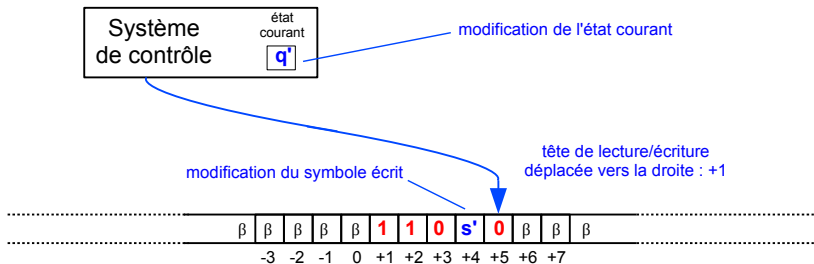 Système
de contrôle
état
courant
q'
modification de l'état courant
tête de lecture/écriture
déplacée vers la droite : +1
modification du symbole écrit
β β β β β 1 1 0 s' 0 β β β
-3 -2 -1 0 +1 +2 +3 +4 +5 +6 +7